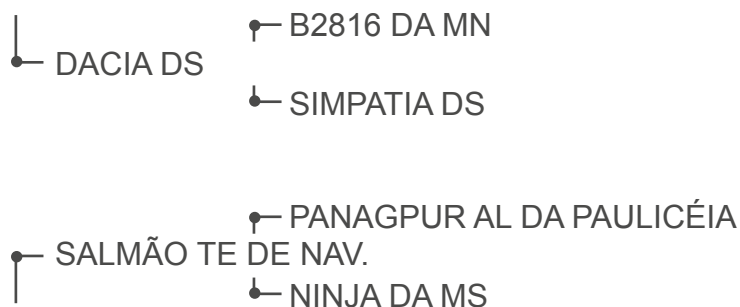 B2816 DA MN
DACIA DS
SIMPATIA DS
PANAGPUR AL DA PAULICÉIA
SALMÃO TE DE NAV.
NINJA DA MS